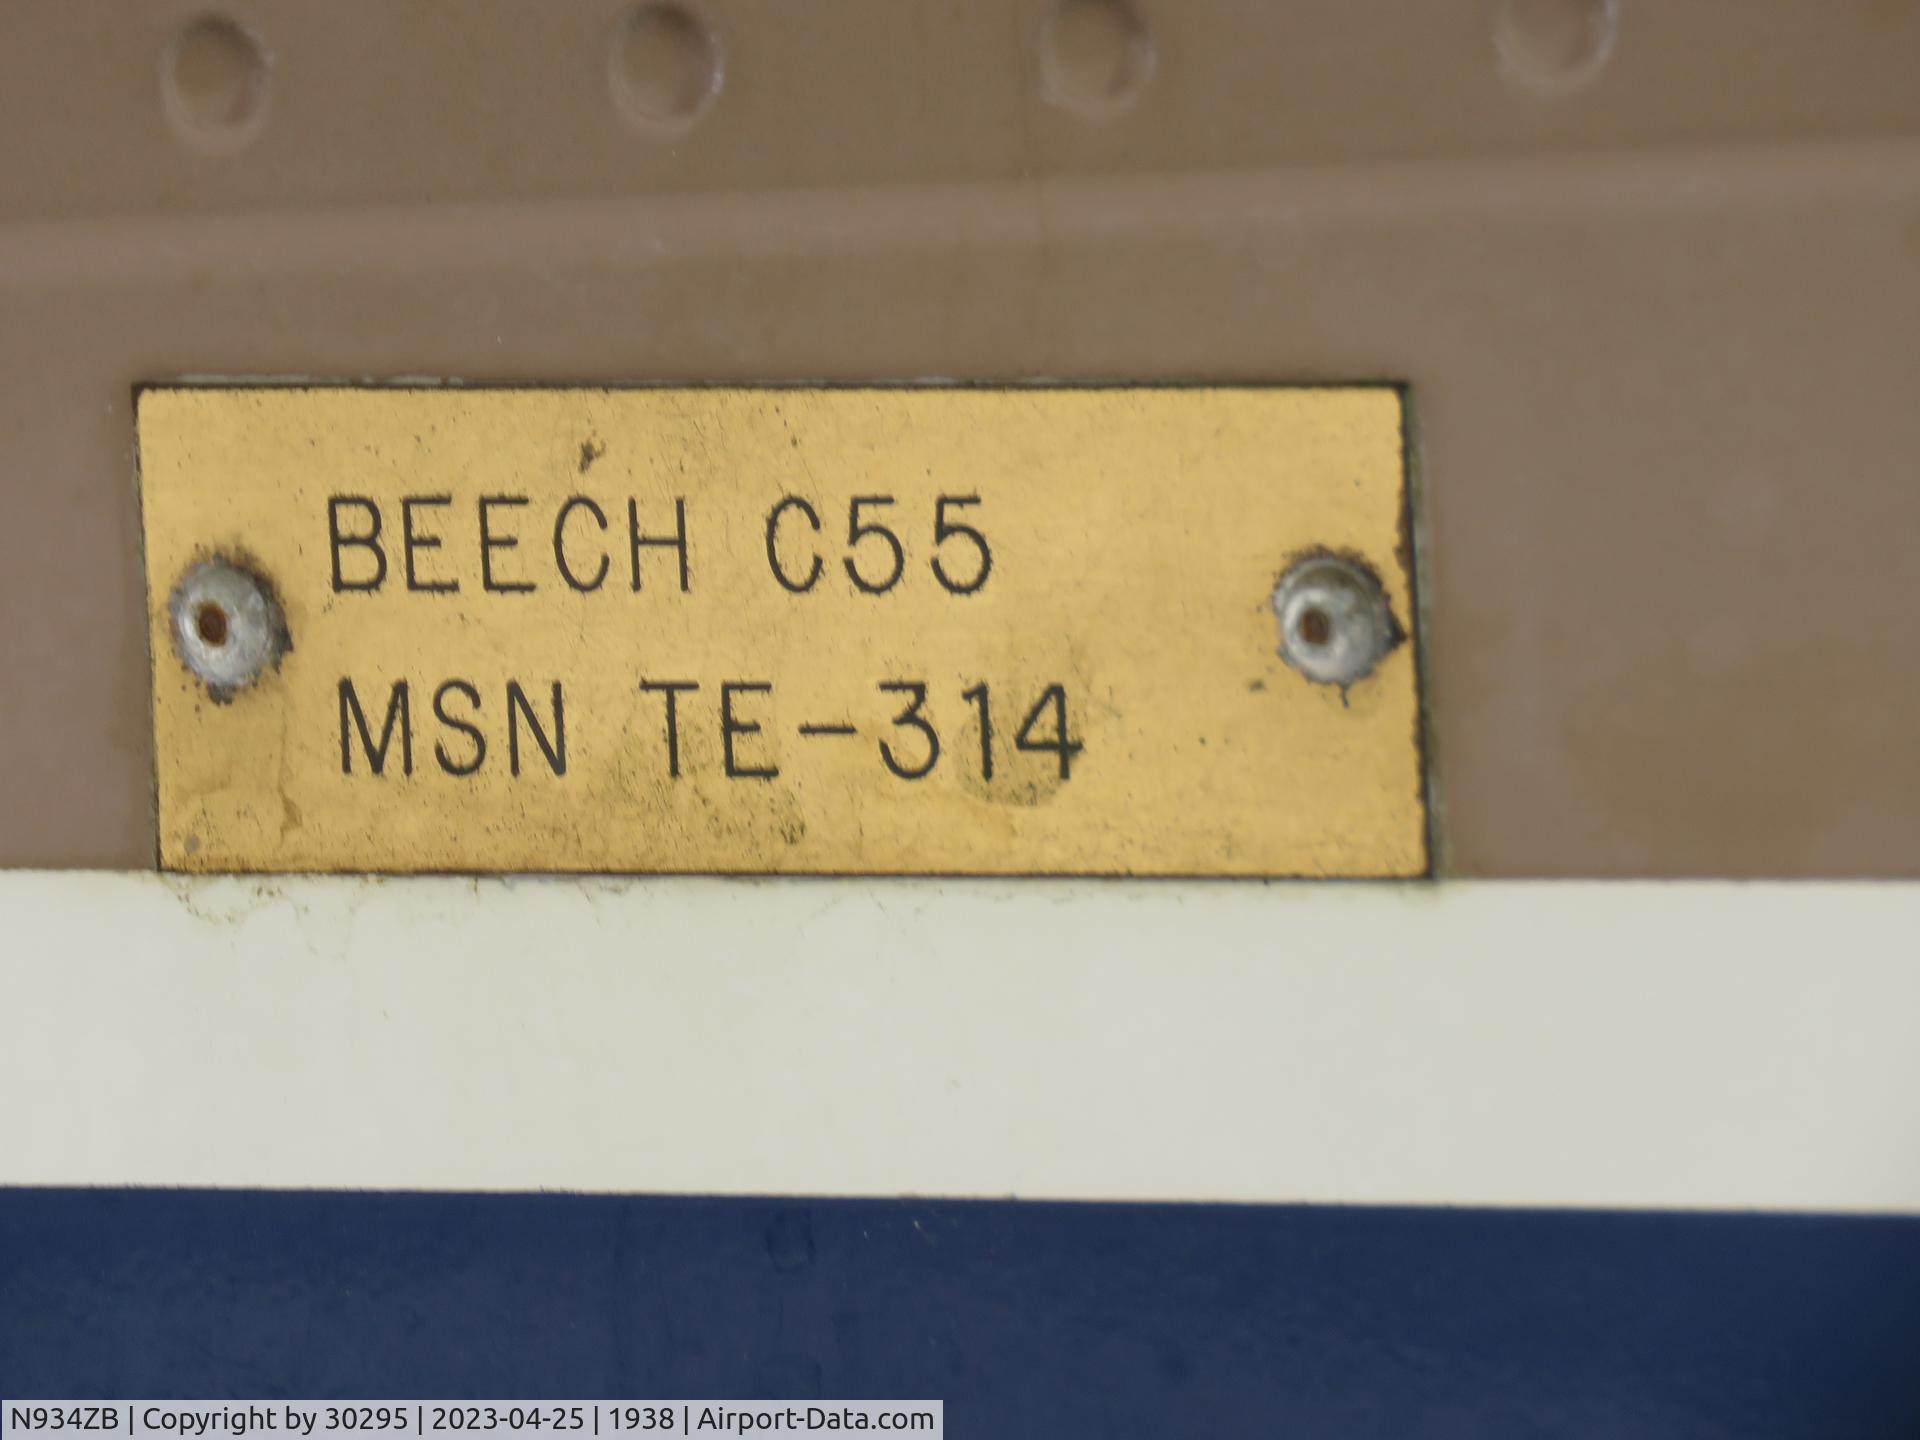 BEECH C55
MSN TE-314
N934ZB | Copyright by 30295 | 2023-04-25 | 1938 | Airport-Data.com